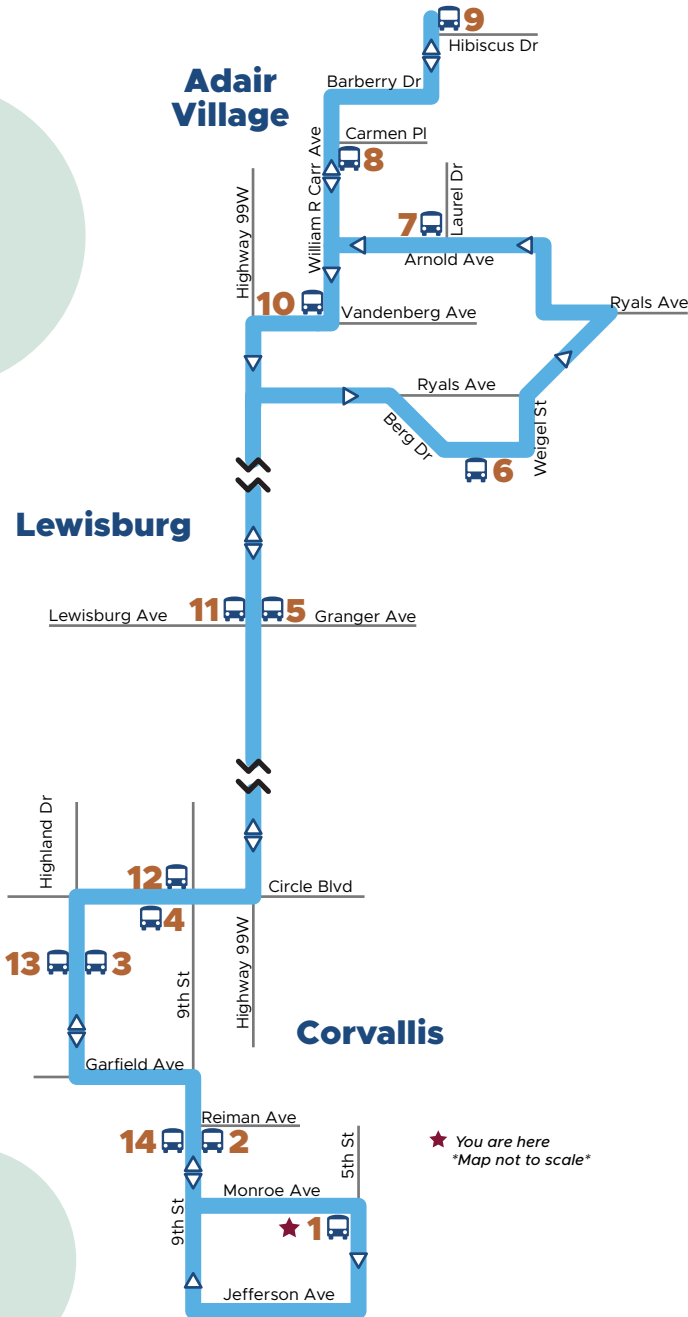 9
Hibiscus Dr
Adair
Village
Barberry Dr
Carmen Pl
8
William R Carr Ave
Laurel Dr
7
Highway 99W
Arnold Ave
10
Vandenberg Ave
Ryals Ave
Ryals Ave
Berg Dr
Weigel St
6
Lewisburg
Lewisburg Ave
11
5
Granger Ave
Highland Dr
12
Circle Blvd
4
13
3
9th St
Highway 99W
Corvallis
Garfield Ave
Reiman Ave
14
2
5th St
You are here
*Map not to scale*
Monroe Ave
9th St
1
Jefferson Ave